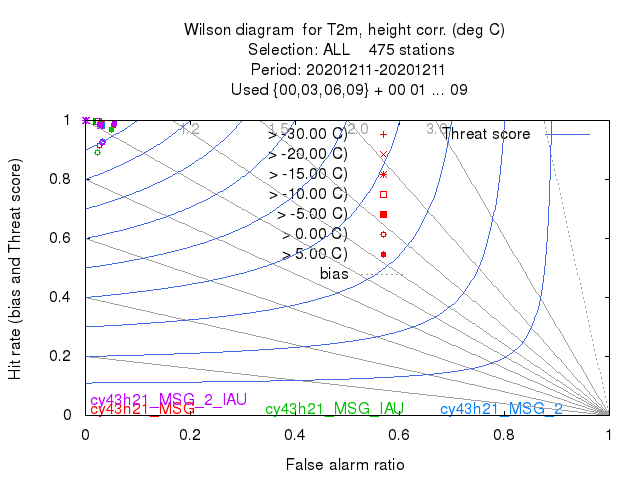 Wilson diagram for T2m, height corr. (deg C)
Selection: ALL 475 stations
Period: 20201211-20201211
Used {00,03,06,09} + 00 01 ... 09
Hit rate (bias and Threat score)
1
0.8
0.6
0.4
0.2
0
1.2
1.5
2.0
3.0
> -30.00 C)
> -20.00 C)
> -15.00 C)
> -10.00 C)
> -5.00 C)
> 0.00 C)
> 5.00 C)
bias
Threat score
cy43h21_MSG_2_IAU
cy43h21_MSG
cy43h21_MSG_IAU
cy43h21_MSG_2
0 0.2 0.4 0.6 0.8 1
False alarm ratio